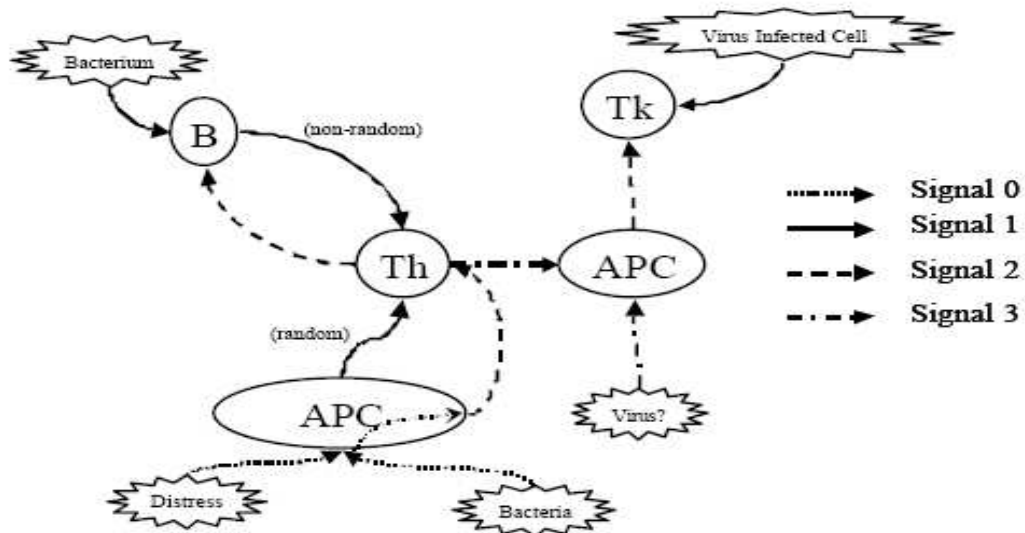 Virus Infected Cell
Bacterium
Tk
B
(non-random)
Signal 0
Signal 1
Th
APC
Signal 2
Signal 3
(random)
APC
Virus?
Distress
Bacteria